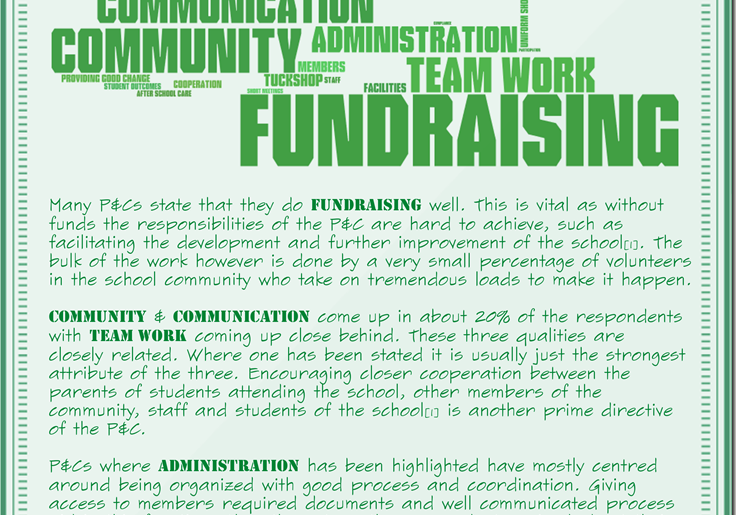 COMMUNICATION
COMMUNITY ADMINISTRATION UNIFORM SHO
MEMBERS
PROVIDING GOOD CHANGE TUCKSHOP STAFF TEAM WORK
STUDENT OUTCOMES COOPERATION FACILITIES
AFTER SCHOOL CARE SHORT MEETINGS
FUNDRAISING
Many P&Cs state that they do FUNDRAISING well. This is vital as without
funds the responsibilities of the P&C are hard to achieve, such as
facilitating the development and further improvement of the school[1]. The
bulk of the work however is done by a very small percentage of volunteers
in the school community who take on tremendous loads to make it happen.
COMMUNITY & COMMUNICATION come up in about 20% of the respondents
with TEAM WORK coming up close behind. These three qualities are
closely related. Where one has been stated it is usually just the strongest
attribute of the three. Encouraging closer cooperation between the
parents of students attending the school, other members of the
community, staff and students of the school[1] is another prime directive
of the P&C.
P&Cs where ADMINISTRATION has been highlighted have mostly centred
around being organized with good process and coordination. Giving
access to members required documents and well communicated process